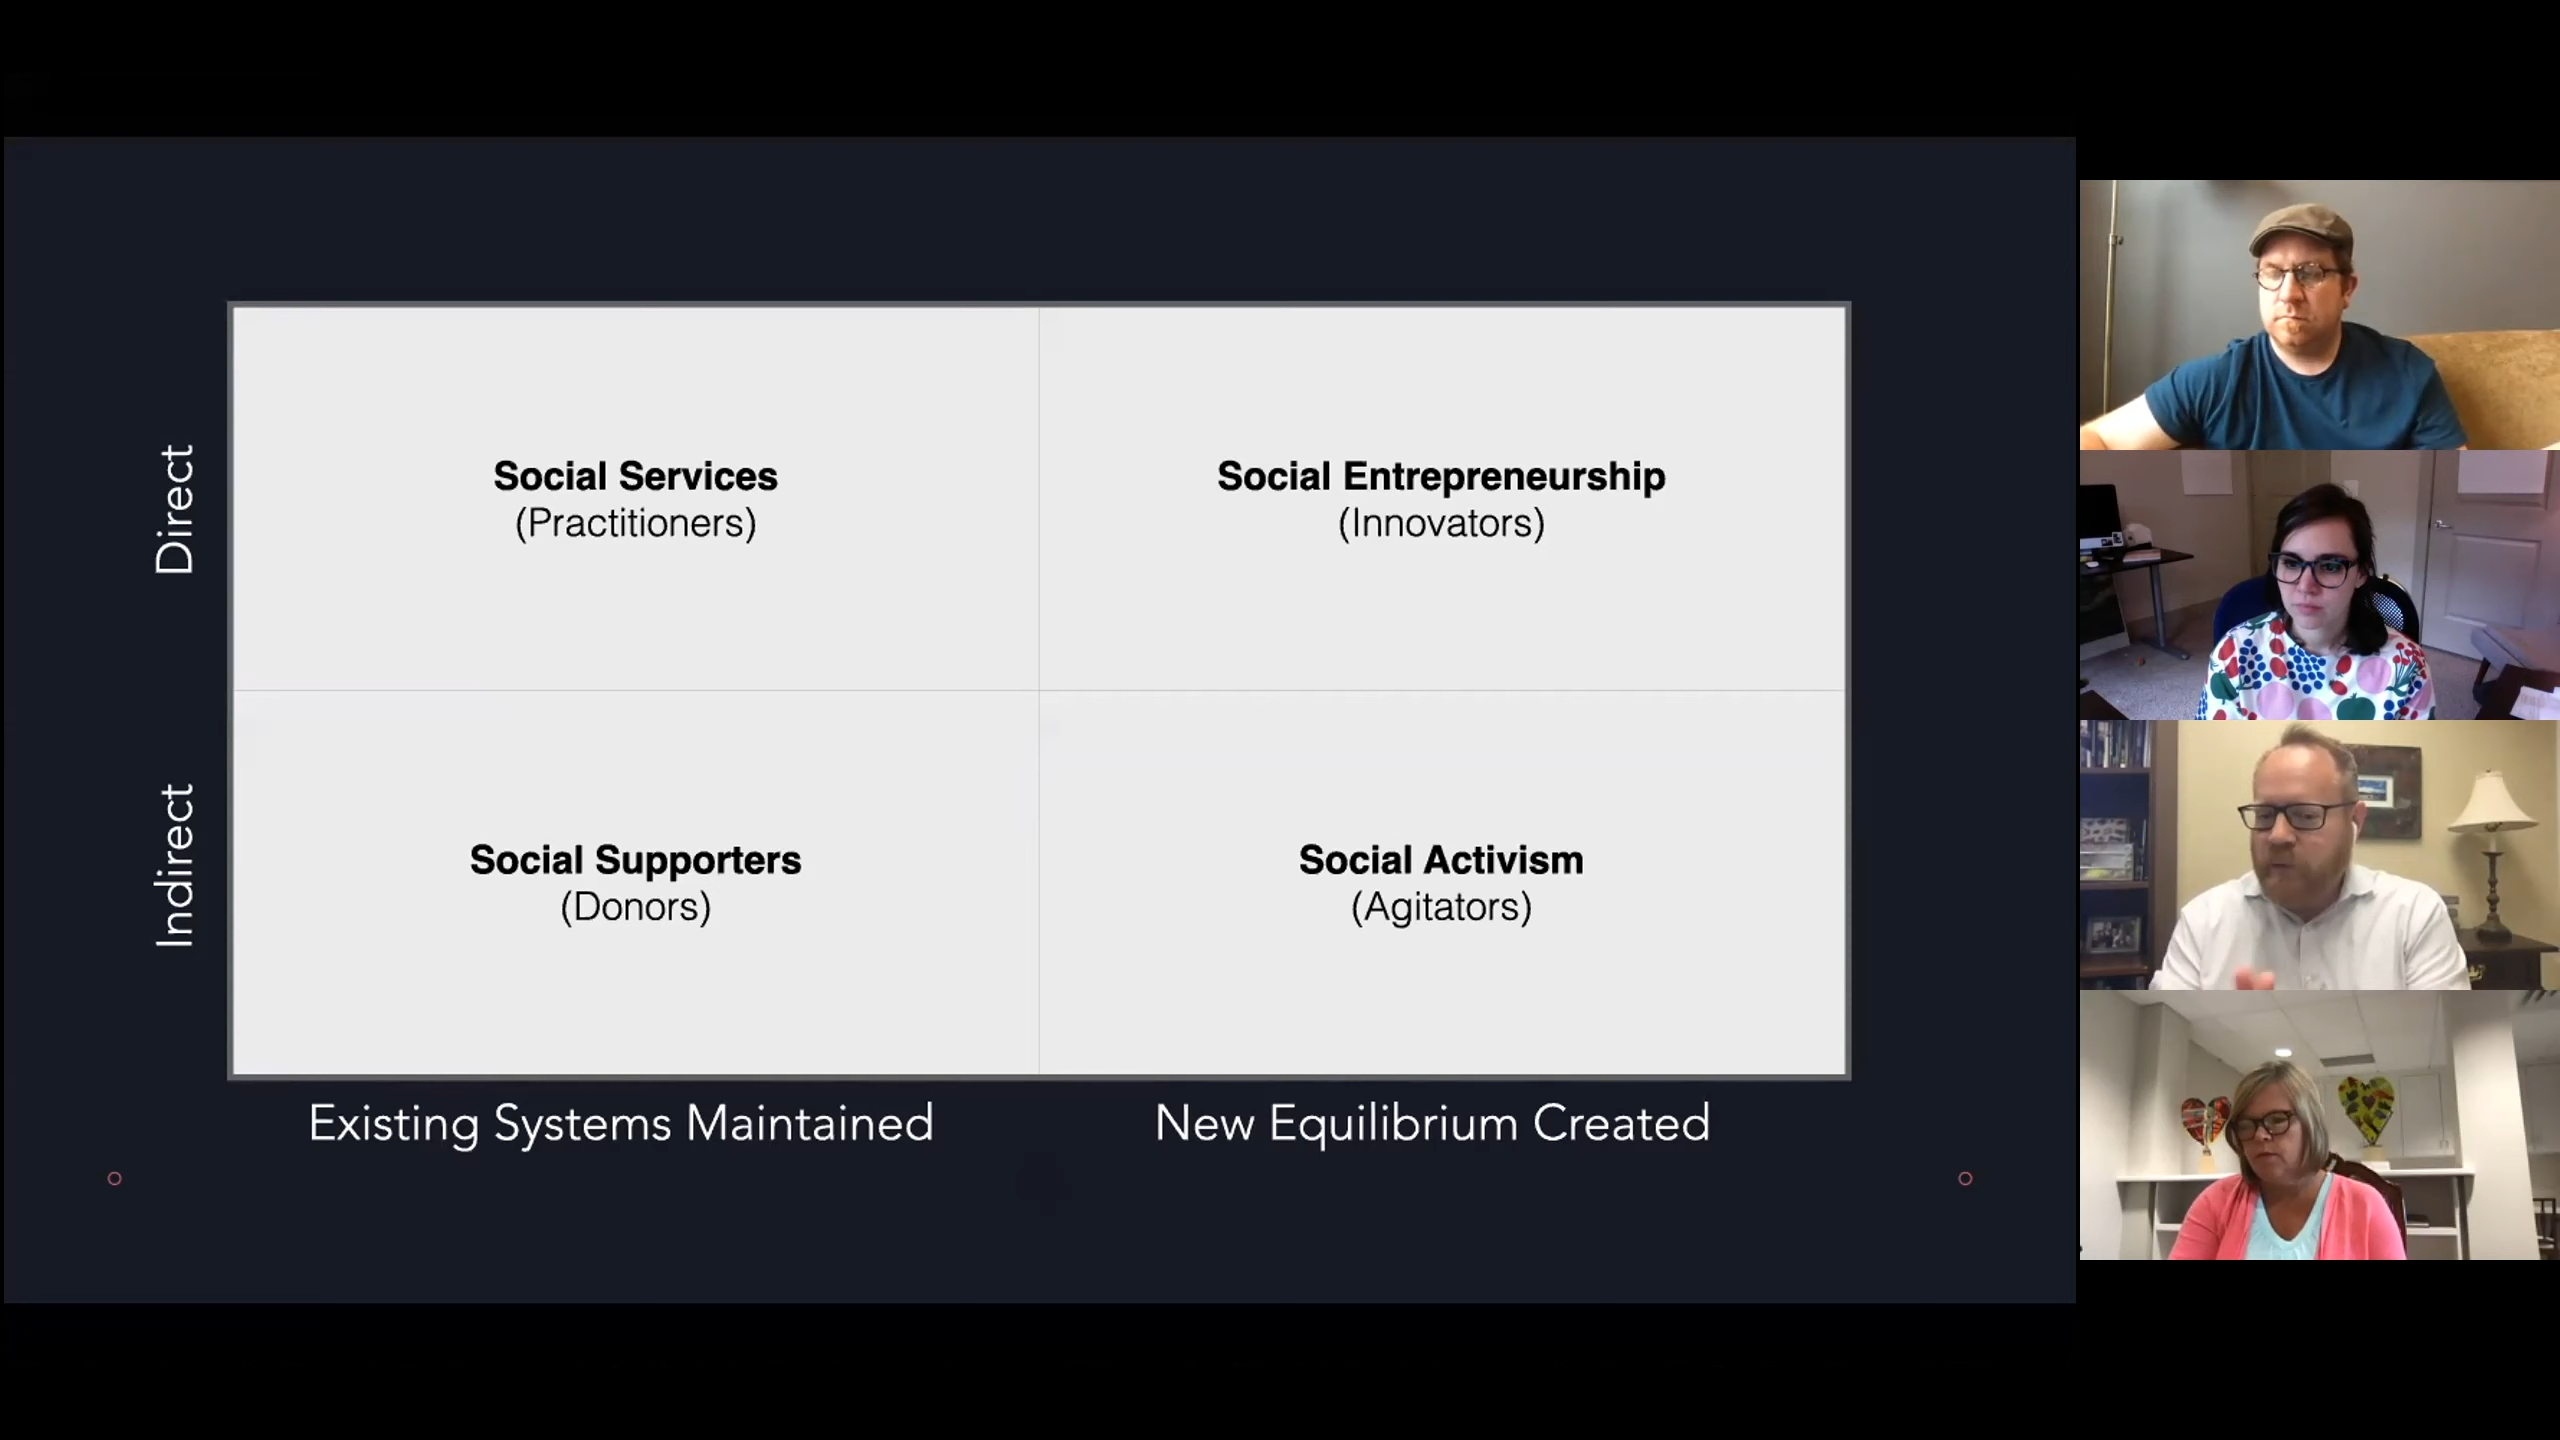 Direct
Social Services
(Practitioners)
Social Entrepreneurship
(Innovators)
Indirect
Social Supporters
(Donors)
Social Activism
(Agitators)
Existing Systems Maintained
New Equilibrium Created